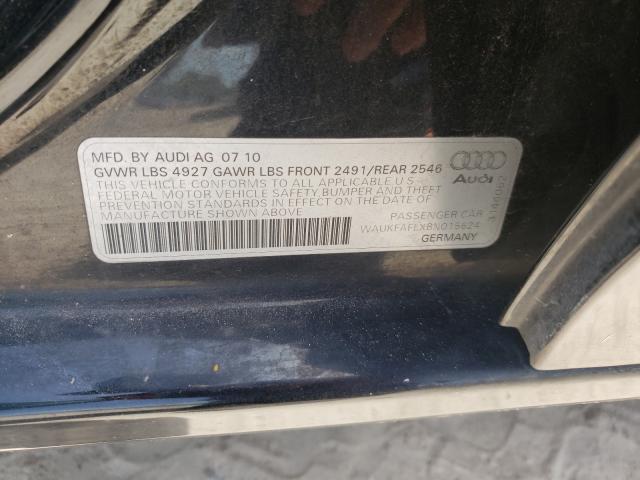 MFD. BY AUDI AG 07 10
GVWR LBS 4927 GAWR LBS FRONT 2491/REAR 2546
THIS VEHICLE CONFORMS TO ALL APPLICABLE U S
FEDERAL MOTOR VEHICLE SAFETY BUMPER AND THEFT
PREVENTION STANDARDS IN EFFECT ON THE DATE OF
MANUFACTURE SHOWN ABOVE
Audi
PASSENGER CAR
WAUKFAFLXBN015624
GERMANY